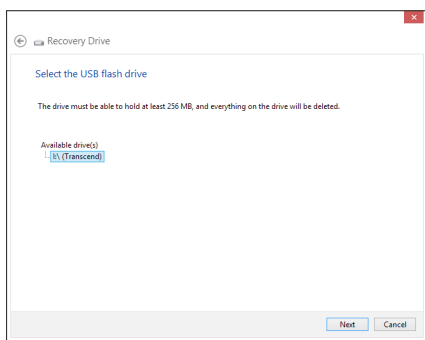 Recovery Drive
Select the USB flash drive
The drive must be able to hold at least 256 MB, and everything on the drive will be deleted.
Available drive(s)
I:\ (Transcend)
Next Cancel